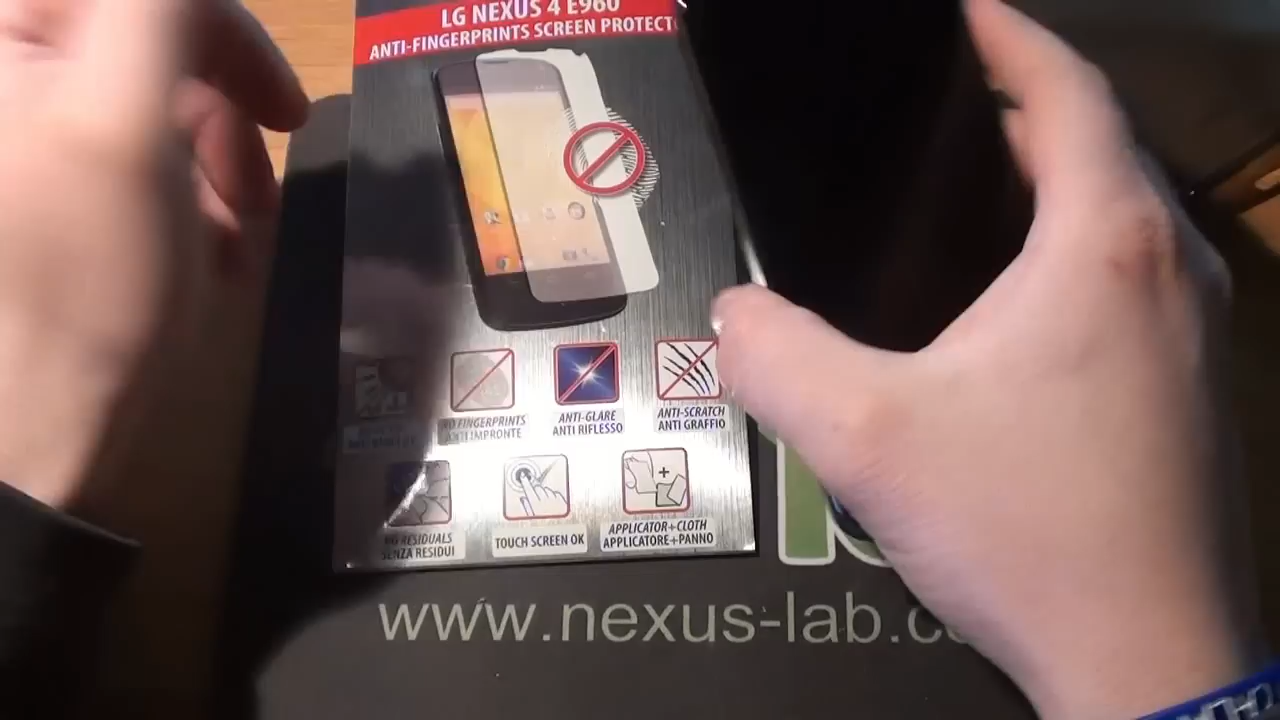 LG NEXUS 4 E960
ANTI-FINGERPRINTS SCREEN
NO FINGERPRINTS
ANTI IMPRONTE
ANTI-GLARE
ANTI RIFLESSO
ANTI-SCRATCH
ANTI GRAFFIO
NO RESIDUALS
SENZA RESIDUI
TOUCH SCREEN OK
APPLICATOR+CLOTH
APPLICATORE+PANNO
www.nexus-lab.c